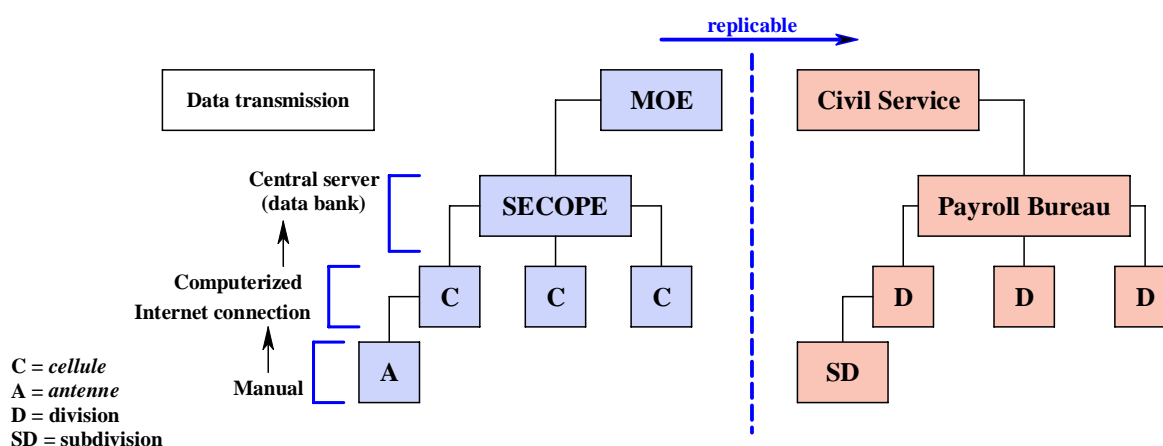 replicable
Data transmission
MOE
Civil Service
Central server
(data bank)
SECOPE
Payroll Bureau
Computerized
Internet connection
C
C
C
D
D
D
Manual
A
SD
C = cellule
A = antenne
D = division
SD = subdivision